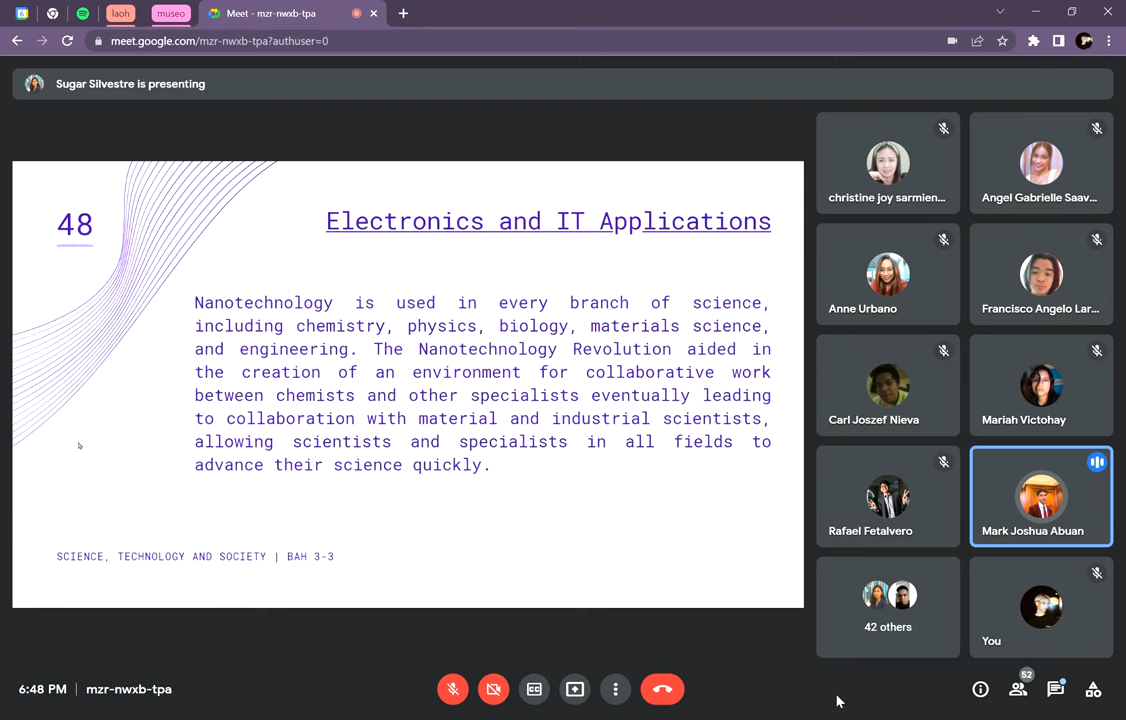 laoh
museo
Meet - mzr-nwxb-tpa
meet.google.com/mzr-nwxb-tpa?authuser=0
Sugar Silvestre is presenting
48
Electronics and IT Applications
Nanotechnology is used in every branch of science,
including chemistry, physics, biology, materials science,
and engineering. The Nanotechnology Revolution aided in
the creation of an environment for collaborative work
between chemists and other specialists eventually leading
to collaboration with material and industrial scientists,
allowing scientists and specialists in all fields to
advance their science quickly.
SCIENCE, TECHNOLOGY AND SOCIETY | BAH 3-3
christine joy sarmien...
Angel Gabrielle Saav...
Anne Urbano
Francisco Angelo Lar...
Carl Joszef Nieva
Mariah Victohay
Rafael Fetalvero
Mark Joshua Abuan
42 others
You
6:48 PM | mzr-nwxb-tpa
CC
52